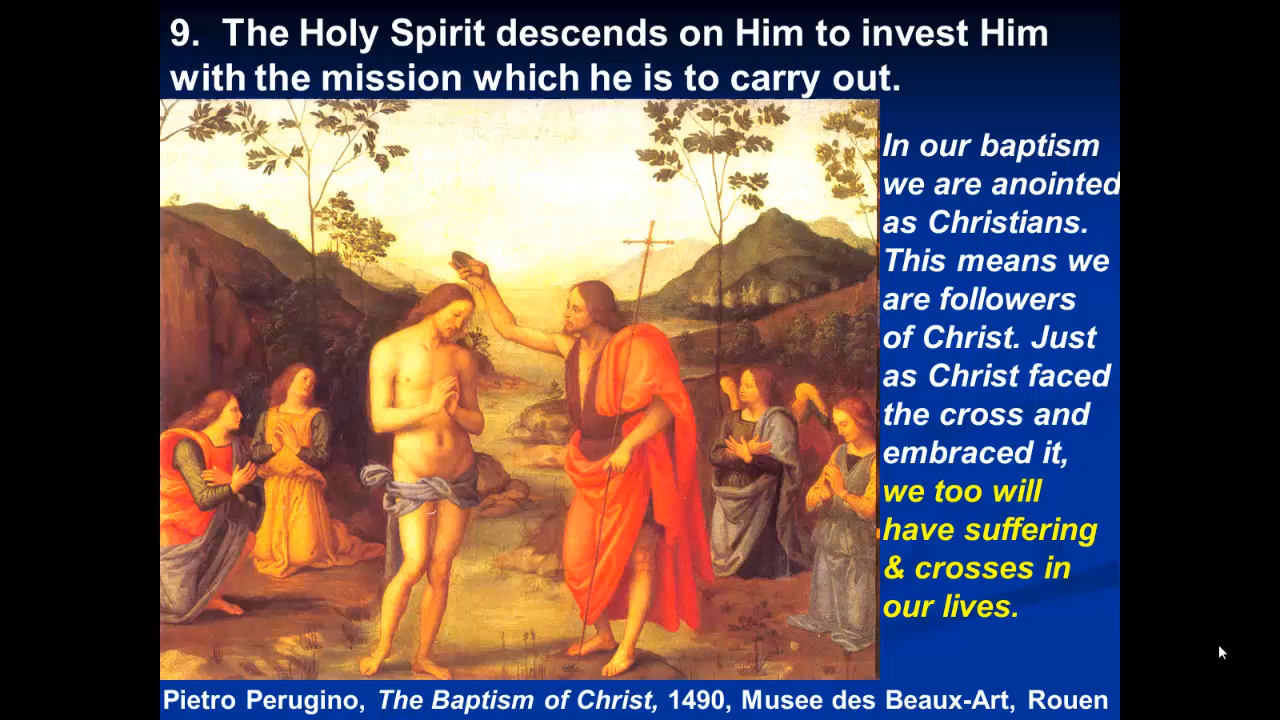 9. The Holy Spirit descends on Him to invest Him
with the mission which he is to carry out.
In our baptism
we are anointed
as Christians.
This means we
are followers
of Christ. Just
as Christ faced
the cross and
embraced it,
we too will
have suffering
& crosses in
our lives.
Pietro Perugino, The Baptism of Christ, 1490, Musee des Beaux-Art, Rouen